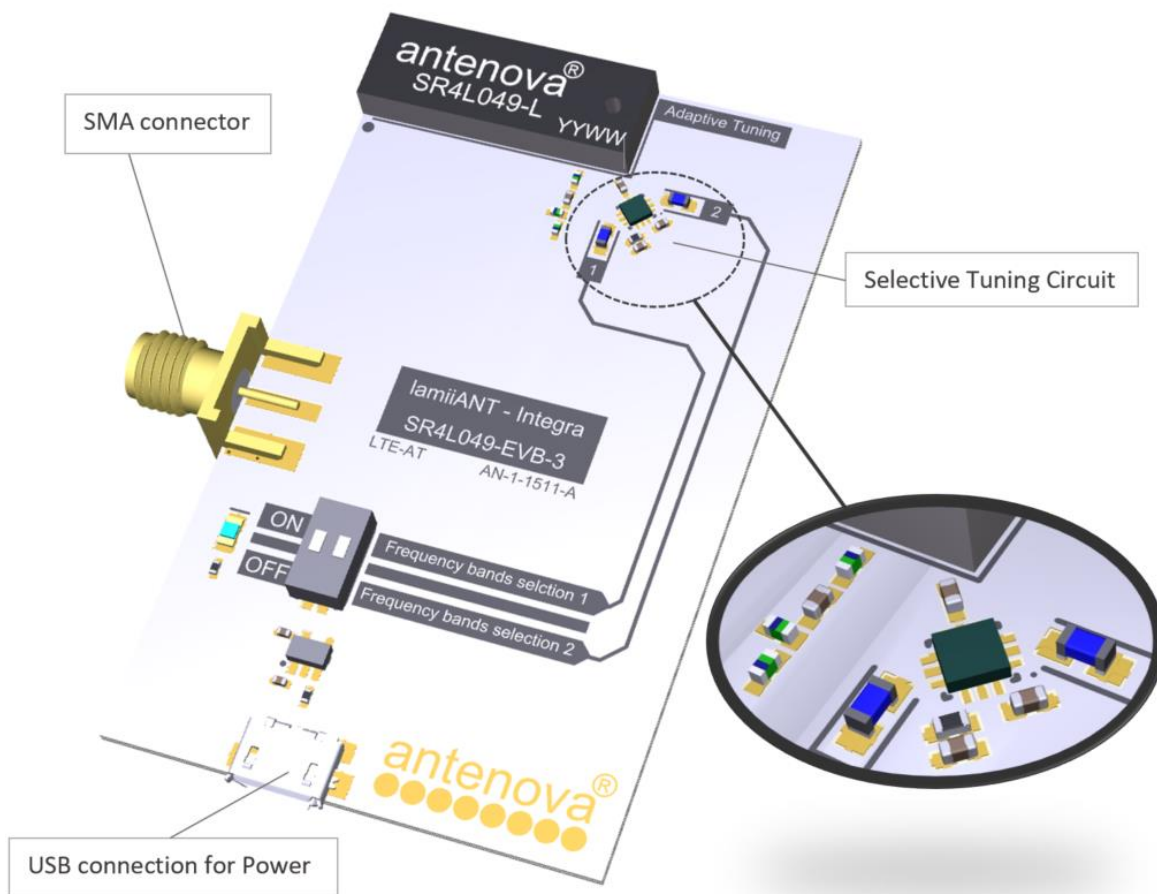 antenova®
SR4L049-L
YYWW
Adaptive Tuning
SMA connector
2
1
Selective Tuning Circuit
lamiiANT - Integra
SR4L049-EVB-3
LTE-AT
AN-1-1511-A
ON
OFF
Frequency bands selction 1
Frequency bands selection 2
antenova®
USB connection for Power